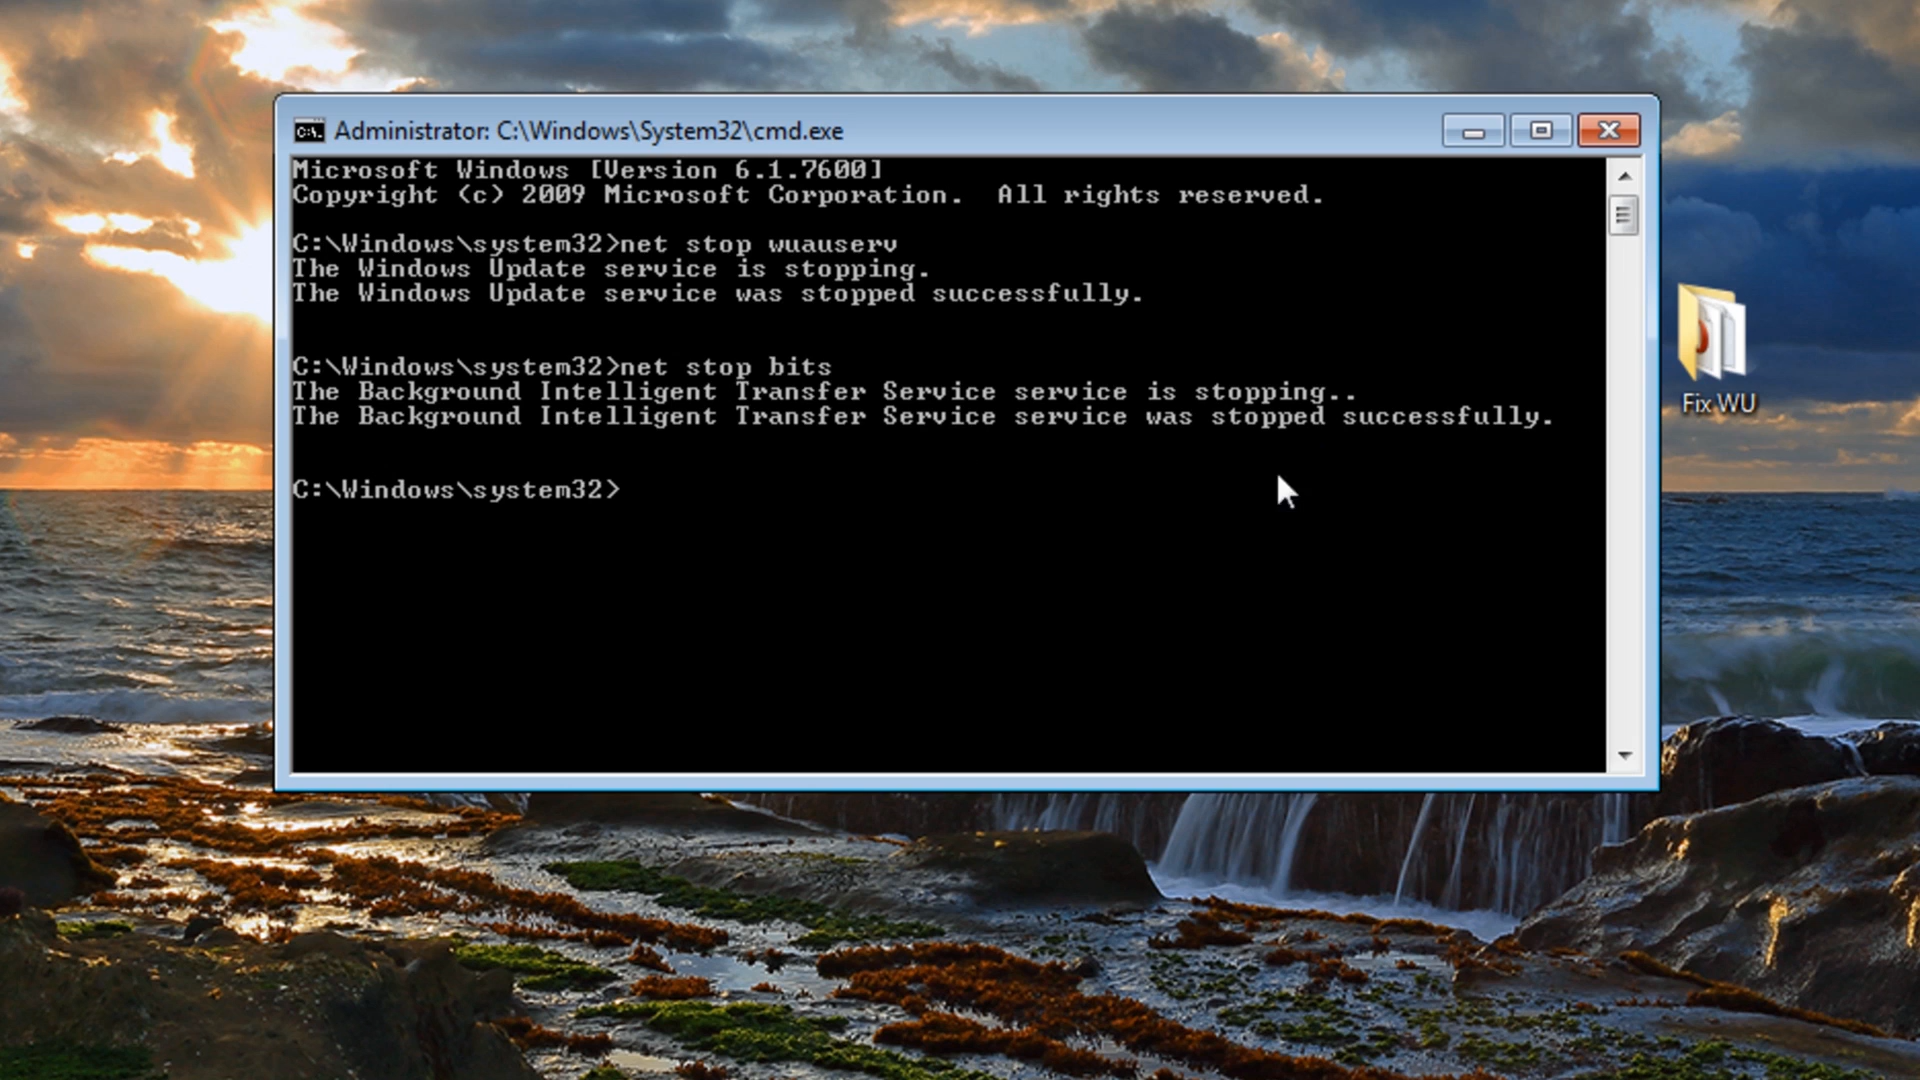 Administrator: C:\Windows\System32\cmd.exe
Microsoft Windows [Version 6.1.7600]
Copyright (c) 2009 Microsoft Corporation.  All rights reserved.
C:\Windows\system32>net stop wuauserv
The Windows Update service is stopping.
The Windows Update service was stopped successfully.
C:\Windows\system32>net stop bits
The Background Intelligent Transfer Service service is stopping..
The Background Intelligent Transfer Service service was stopped successfully.
C:\Windows\system32>
Fix WU